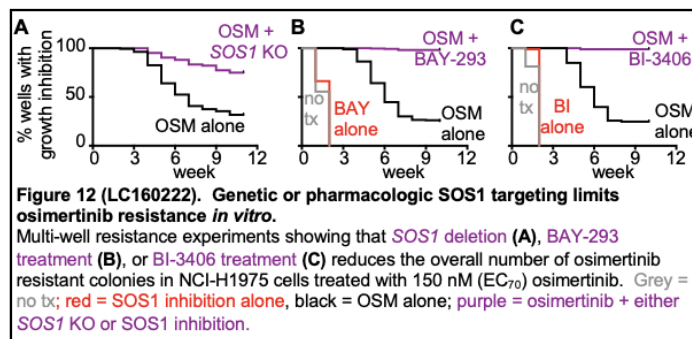 A
OSM +
SOS1 KO
100
50
0
% wells with
growth inhibition
OSM alone
0 3 6 9 12
week
B
OSM +
BAY-293
no
tx
BAY
alone
OSM
alone
0 3 6 9 12
week
C
OSM +
BI-3406
no
tx
BI
alone
OSM
alone
0 3 6 9 12
week
Figure 12 (LC160222).  Genetic or pharmacologic SOS1 targeting limits
osimertinib resistance in vitro.
Multi-well resistance experiments showing that SOS1 deletion (A), BAY-293
treatment (B), or BI-3406 treatment (C) reduces the overall number of osimertinib
resistant colonies in NCI-H1975 cells treated with 150 nM (EC70) osimertinib.  Grey =
no tx; red = SOS1 inhibition alone, black = OSM alone; purple = osimertinib + either
SOS1 KO or SOS1 inhibition.